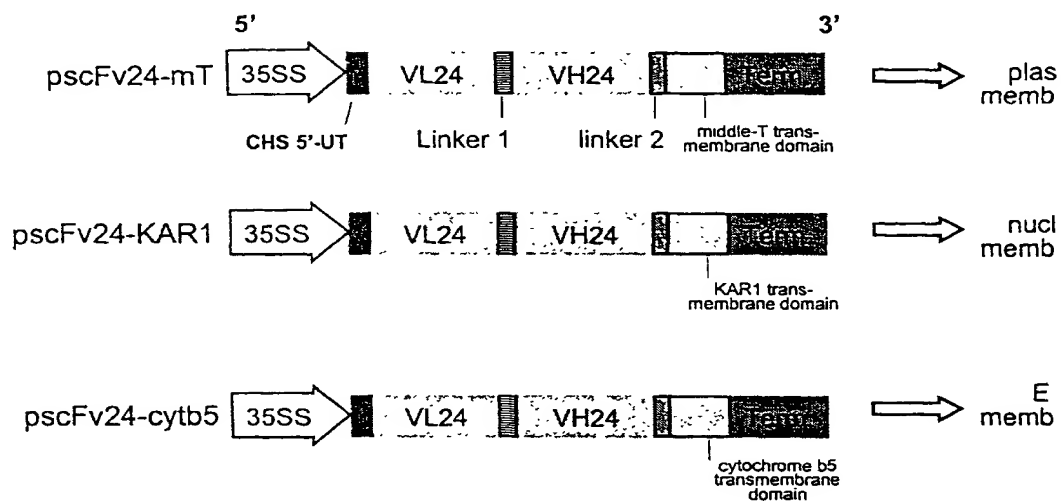 5' 3'
pscFv24-mT 35SS VL24 VH24 Term plas
memb
CHS 5'-UT Linker 1 linker 2 middle-T trans-
membrane domain
pscFv24-KAR1 35SS VL24 VH24 Term nucl
memb
KAR1 trans-
membrane domain
pscFv24-cytb5 35SS VL24 VH24 Term E
memb
cytochrome b5
transmembrane
domain